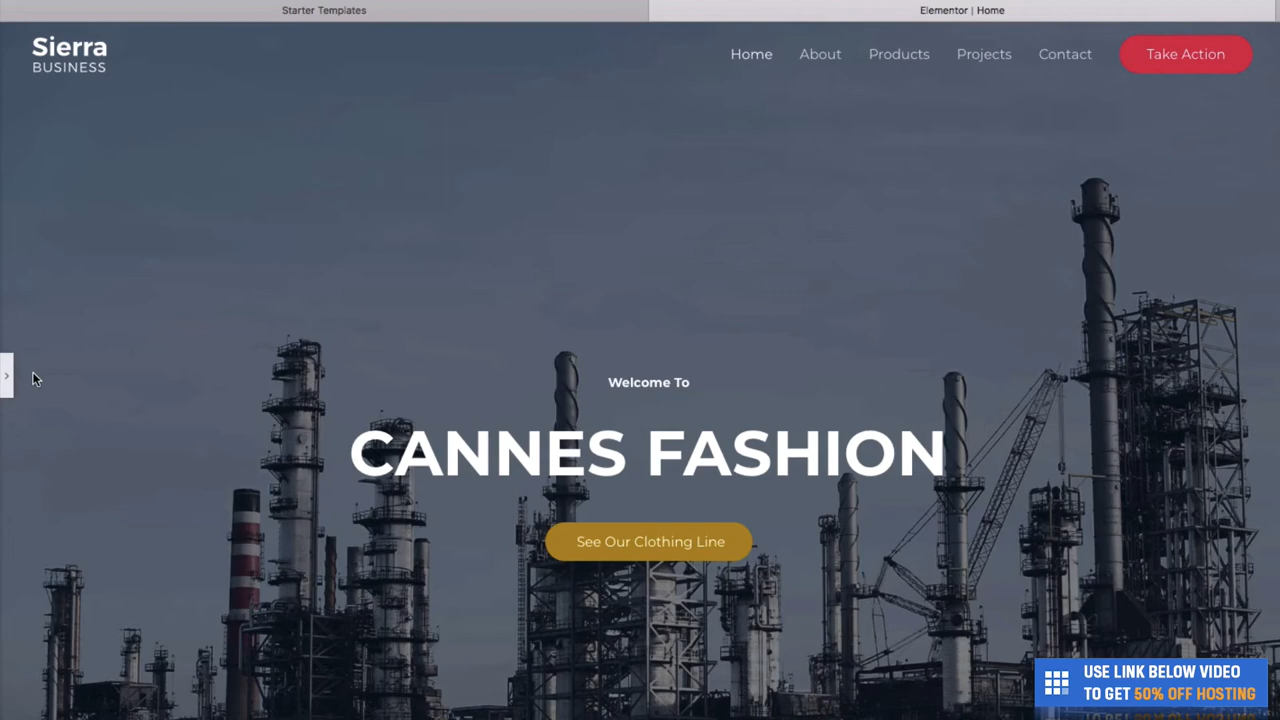 Starter Templates
Elementor | Home
Sierra
BUSINESS
Home
About
Products
Projects
Contact
Take Action
Welcome To
CANNES FASHION
See Our Clothing Line
USE LINK BELOW VIDEO
TO GET 50% OFF HOSTING